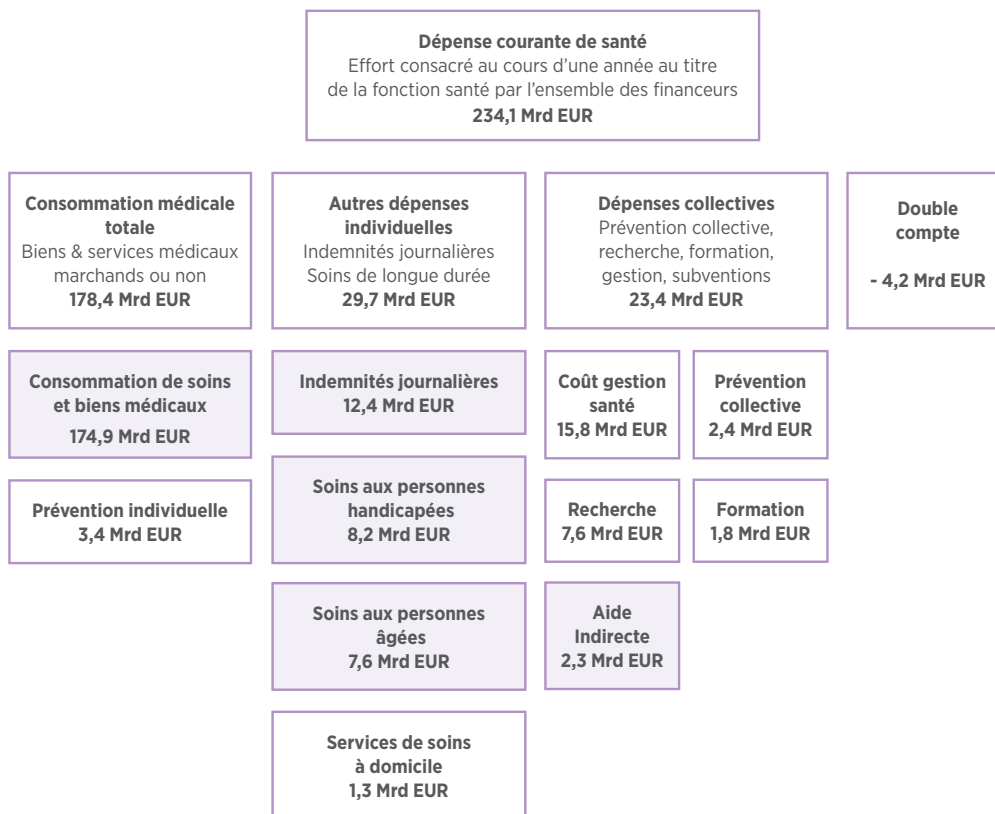 Dépense courante de santé
Effort consacré au cours d’une année au titre
de la fonction santé par l’ensemble des financeurs
234,1 Mrd EUR
Consommation médicale
totale
Biens & services médicaux
marchands ou non
178,4 Mrd EUR
Autres dépenses
individuelles
Indemnités journalières
Soins de longue durée
29,7 Mrd EUR
Dépenses collectives
Prévention collective,
recherche, formation,
gestion, subventions
23,4 Mrd EUR
Double
compte
- 4,2 Mrd EUR
Consommation de soins
et biens médicaux
174,9 Mrd EUR
Indemnités journalières
12,4 Mrd EUR
Coût gestion
santé
15,8 Mrd EUR
Prévention
collective
2,4 Mrd EUR
Prévention individuelle
3,4 Mrd EUR
Soins aux personnes
handicapées
8,2 Mrd EUR
Recherche
7,6 Mrd EUR
Formation
1,8 Mrd EUR
Soins aux personnes
âgées
7,6 Mrd EUR
Aide
Indirecte
2,3 Mrd EUR
Services de soins
à domicile
1,3 Mrd EUR